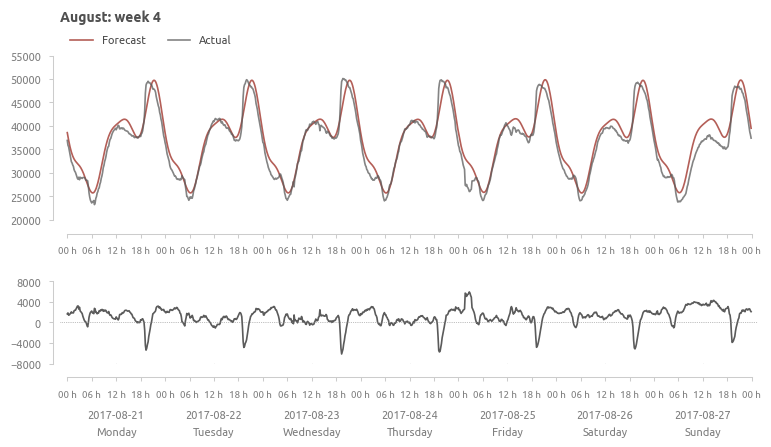 August: week 4
Forecast Actual
55000
50000
45000
40000
35000
30000
25000
20000
00 h 06 h 12 h 18 h 00 h 06 h 12 h 18 h 00 h 06 h 12 h 18 h 00 h 06 h 12 h 18 h 00 h 06 h 12 h 18 h 00 h 06 h 12 h 18 h 00 h 06 h 12 h 18 h 00 h
8000
4000
0
−4000
−8000
00 h 06 h 12 h 18 h 00 h 06 h 12 h 18 h 00 h 06 h 12 h 18 h 00 h 06 h 12 h 18 h 00 h 06 h 12 h 18 h 00 h 06 h 12 h 18 h 00 h 06 h 12 h 18 h 00 h
2017-08-21 2017-08-22 2017-08-23 2017-08-24 2017-08-25 2017-08-26 2017-08-27
Monday Tuesday Wednesday Thursday Friday Saturday Sunday